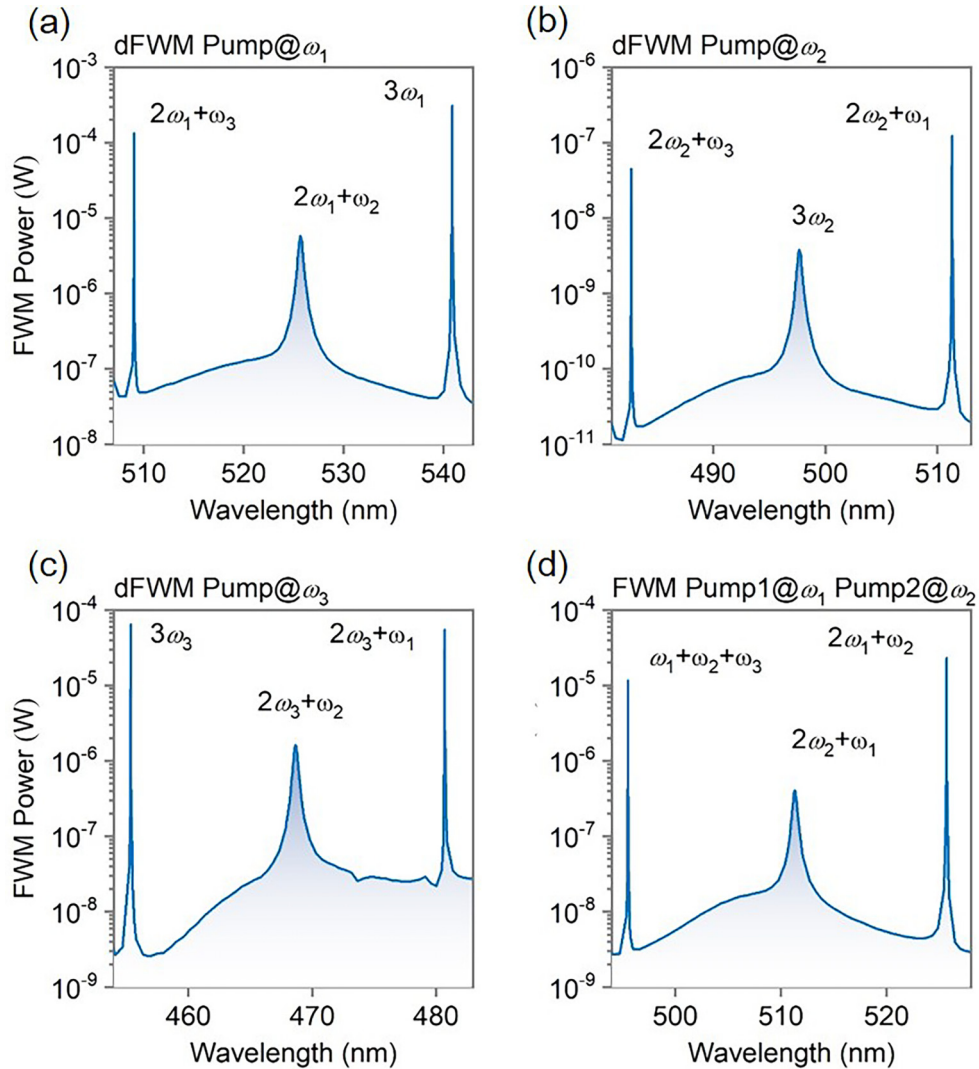 (a)
dFWM Pump@ω₁
10⁻³
10⁻⁴
10⁻⁵
10⁻⁶
10⁻⁷
10⁻⁸
FWM Power (W)
2ω₁+ω₃
3ω₁
2ω₁+ω₂
510 520 530 540
Wavelength (nm)
(b)
dFWM Pump@ω₂
10⁻⁶
10⁻⁷
10⁻⁸
10⁻⁹
10⁻¹⁰
10⁻¹¹
2ω₂+ω₃
2ω₂+ω₁
3ω₂
490 500 510
Wavelength (nm)
(c)
dFWM Pump@ω₃
10⁻⁴
10⁻⁵
10⁻⁶
10⁻⁷
10⁻⁸
10⁻⁹
FWM Power (W)
3ω₃
2ω₃+ω₁
2ω₃+ω₂
460 470 480
Wavelength (nm)
(d)
FWM Pump1@ω₁ Pump2@ω₂
10⁻⁴
10⁻⁵
10⁻⁶
10⁻⁷
10⁻⁸
10⁻⁹
ω₁+ω₂+ω₃
2ω₁+ω₂
2ω₂+ω₁
500 510 520
Wavelength (nm)